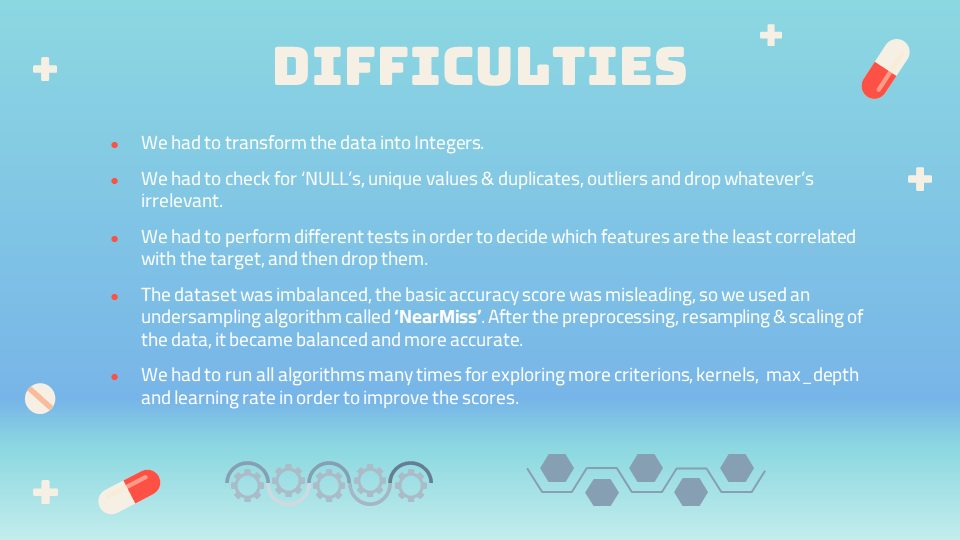 DIFFICULTIES
• We had to transform the data into Integers.
• We had to check for ‘NULL’s, unique values & duplicates, outliers and drop whatever’s
irrelevant.
• We had to perform different tests in order to decide which features are the least correlated
with the target, and then drop them.
• The dataset was imbalanced, the basic accuracy score was misleading, so we used an
undersampling algorithm called ‘NearMiss’. After the preprocessing, resampling & scaling of
the data, it became balanced and more accurate.
• We had to run all algorithms many times for exploring more criterions, kernels, max_depth
and learning rate in order to improve the scores.